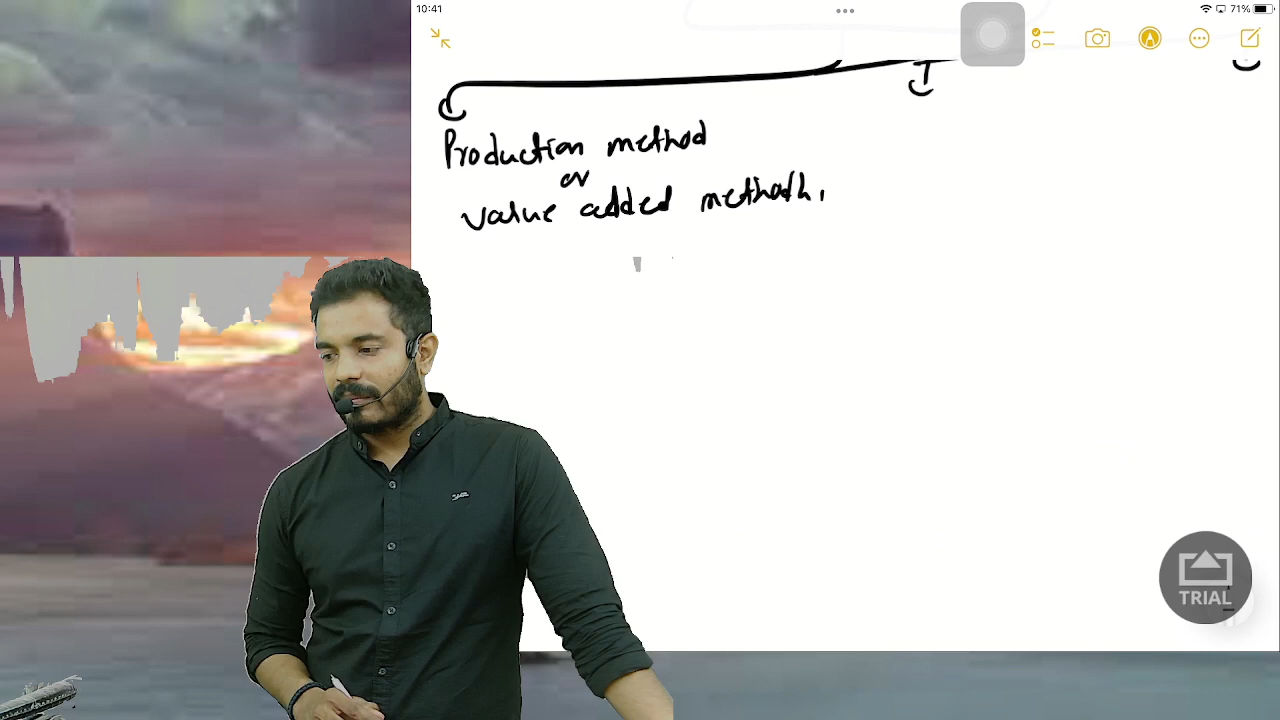 10:41
71%
Production method
or
value added method.
TRIAL